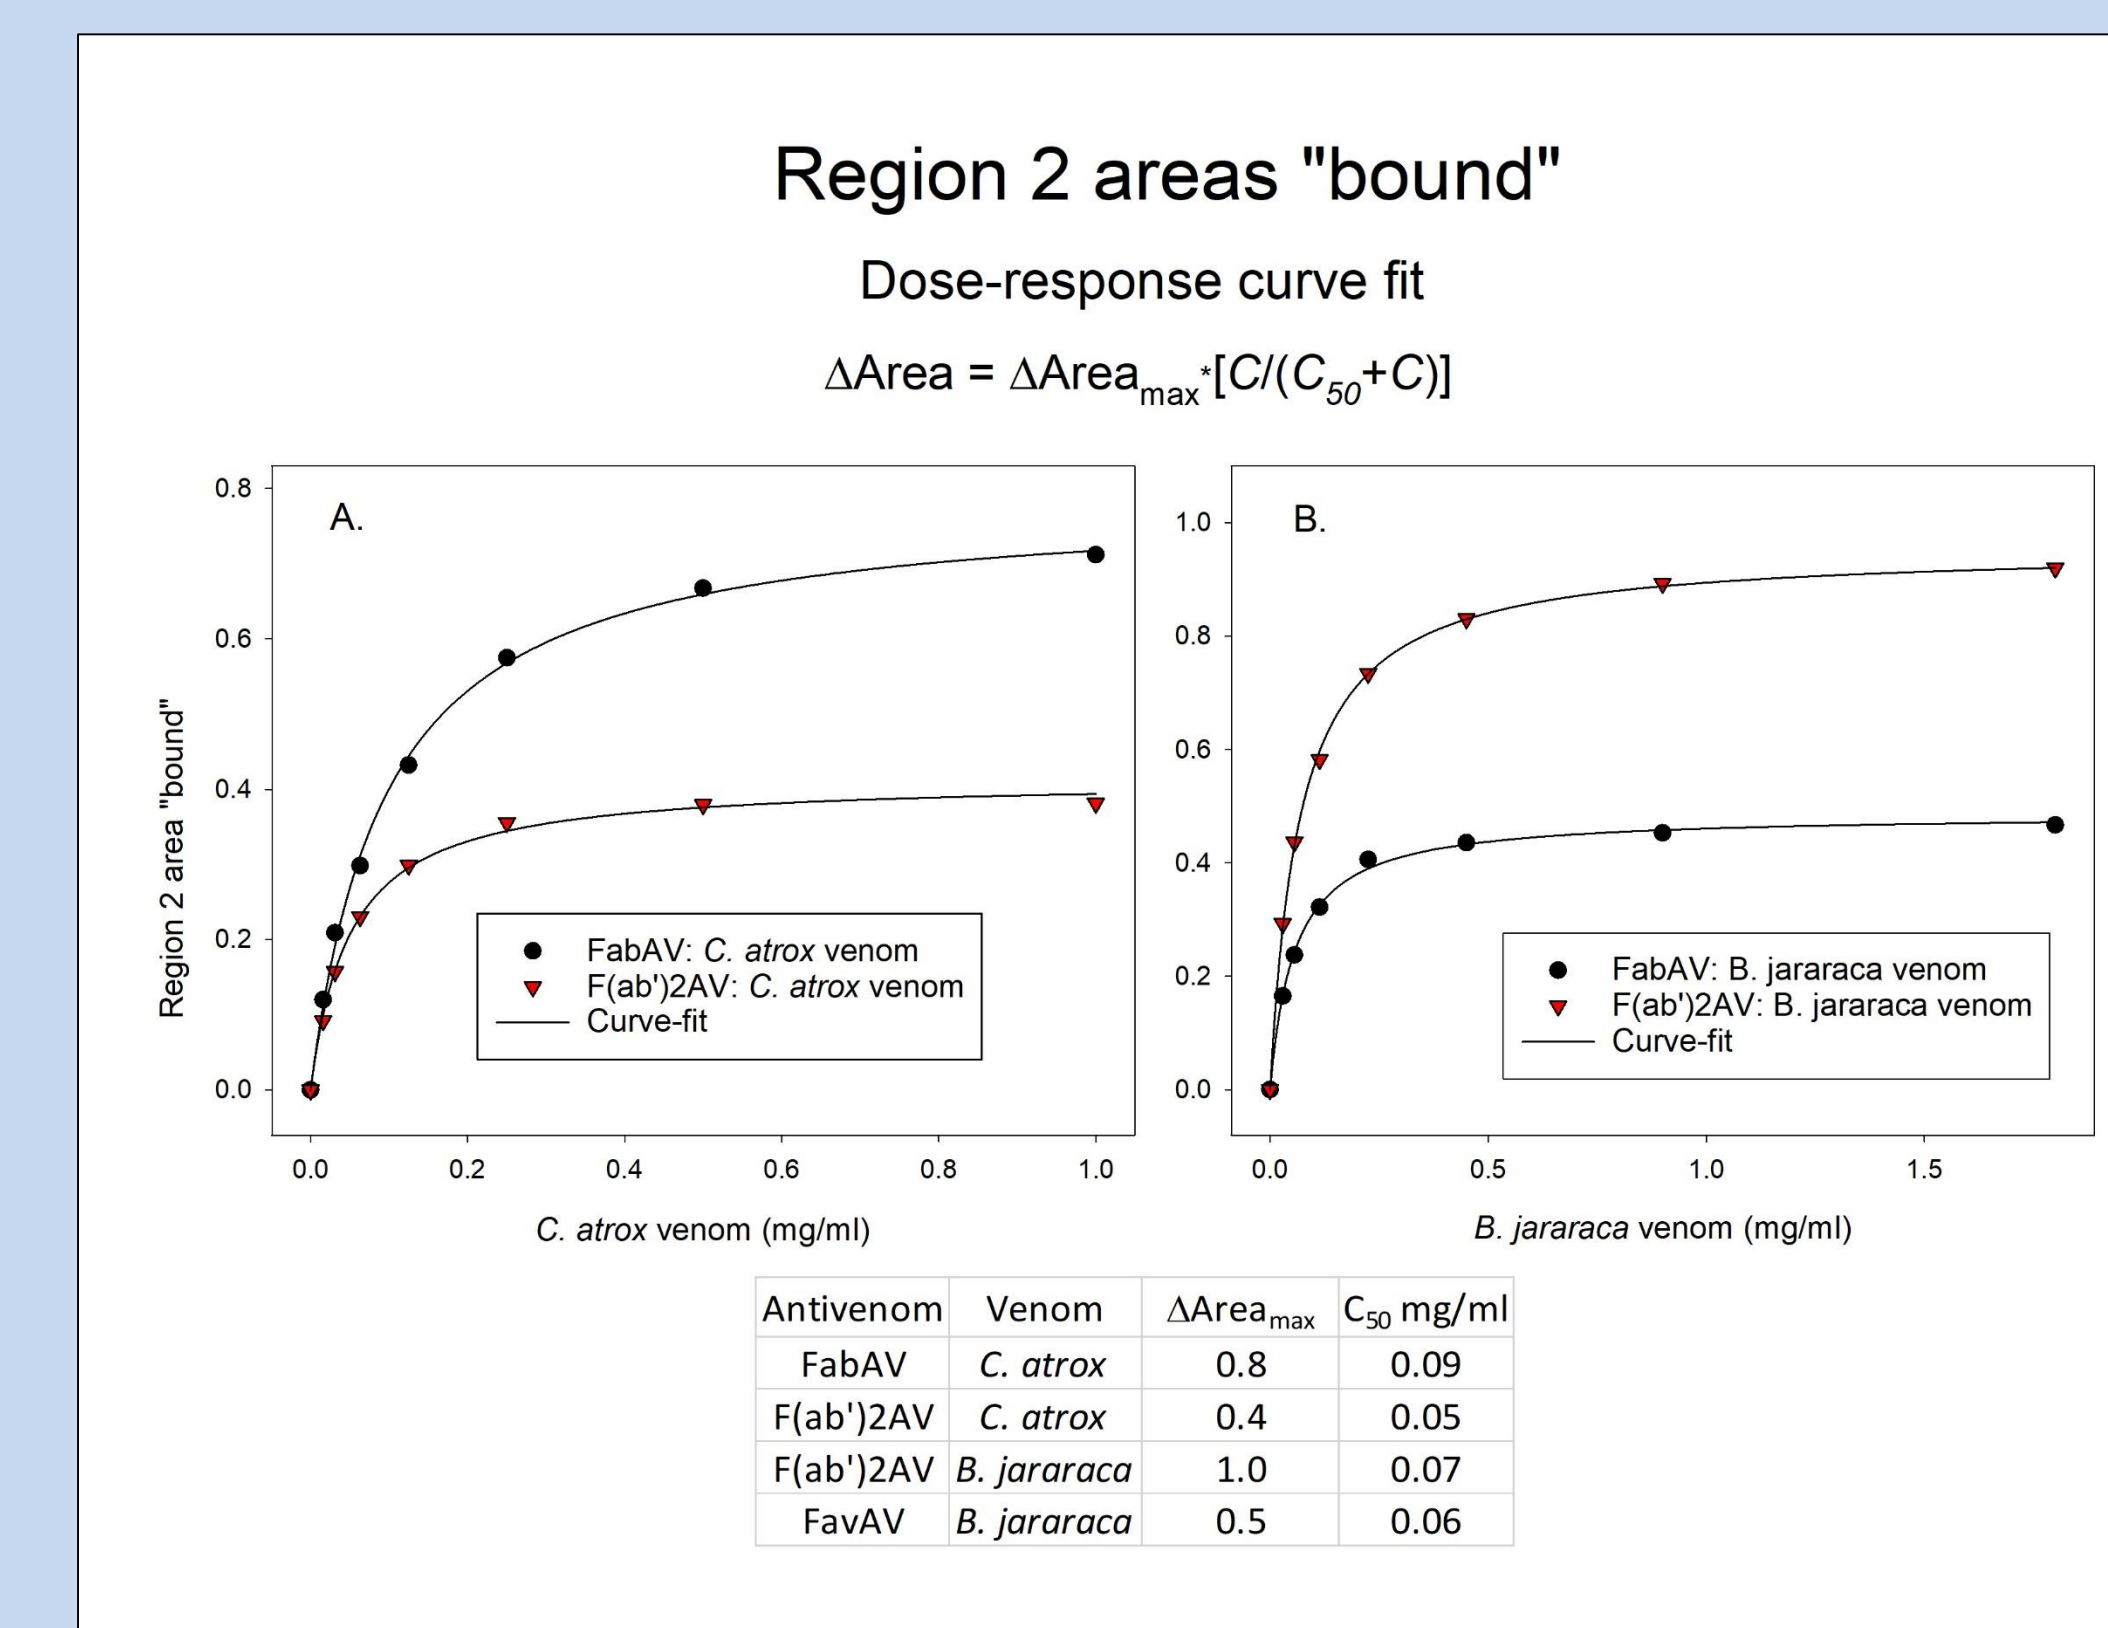 Region 2 areas "bound"
Dose-response curve fit
ΔArea = ΔAreamax*[C/(C50+C)]
A.
0.8
0.6
0.4
0.2
0.0
Region 2 area "bound"
FabAV: C. atrox venom
F(ab')2AV: C. atrox venom
Curve-fit
0.0 0.2 0.4 0.6 0.8 1.0
C. atrox venom (mg/ml)
B.
1.0
0.8
0.6
0.4
0.2
0.0
FabAV: B. jararaca venom
F(ab')2AV: B. jararaca venom
Curve-fit
0.0 0.5 1.0 1.5
B. jararaca venom (mg/ml)
Antivenom Venom ΔAreamax C50 mg/ml
FabAV C. atrox 0.8 0.09
F(ab')2AV C. atrox 0.4 0.05
F(ab')2AV B. jararaca 1.0 0.07
FavAV B. jararaca 0.5 0.06